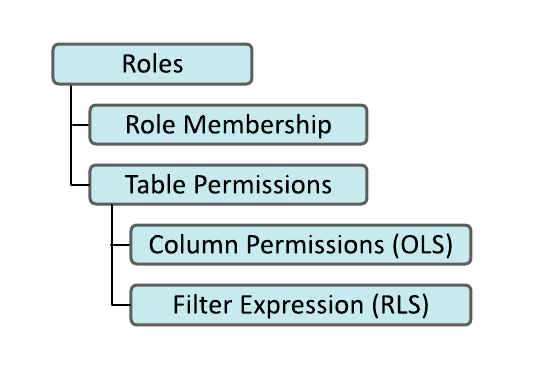 Roles
Role Membership
Table Permissions
Column Permissions (OLS)
Filter Expression (RLS)